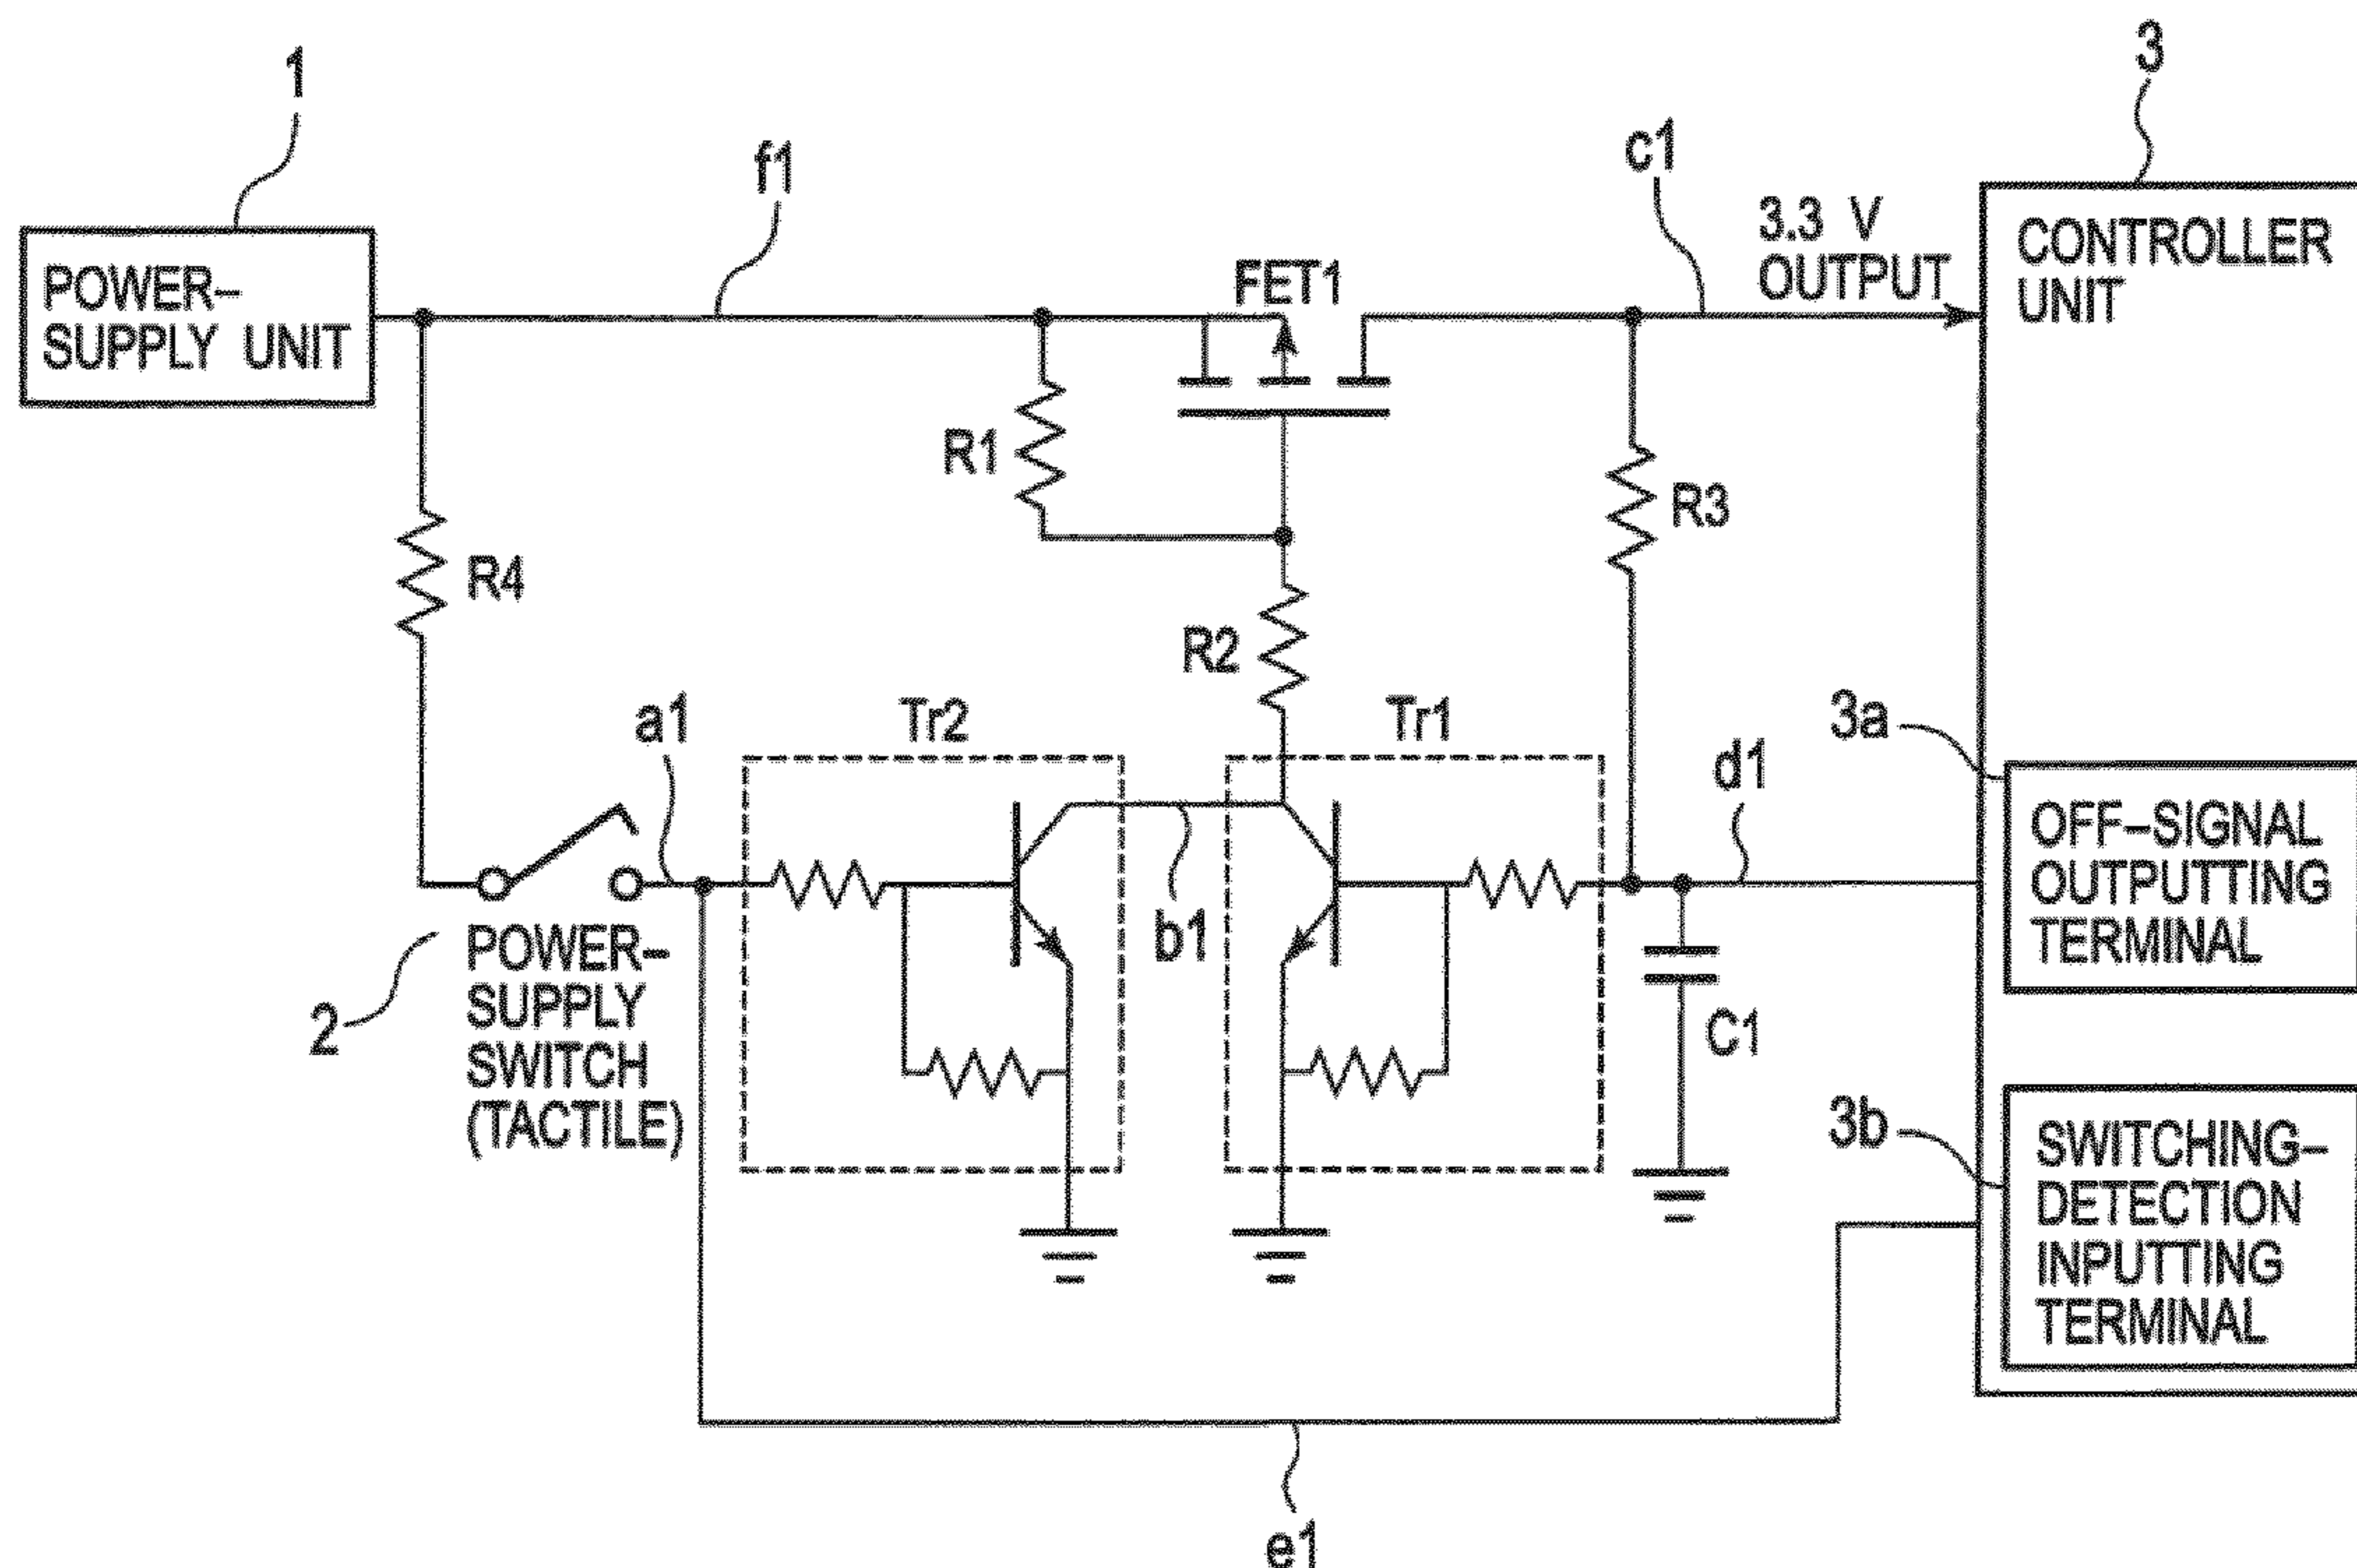 1
f1
c1
3
POWER–
SUPPLY UNIT
FET1
3.3 V
OUTPUT
CONTROLLER
UNIT
R1
R3
R4
R2
a1
Tr2
Tr1
3a
d1
OFF–SIGNAL
OUTPUTTING
TERMINAL
b1
2
POWER–
SUPPLY
SWITCH
(TACTILE)
C1
3b
SWITCHING–
DETECTION
INPUTTING
TERMINAL
e1